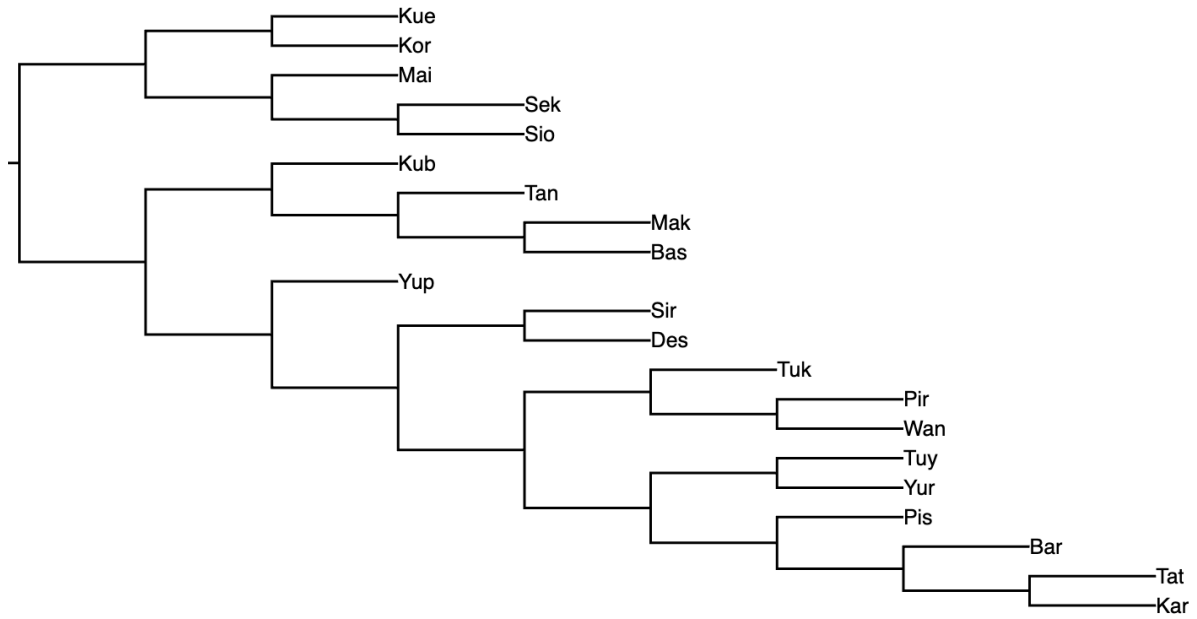 Kue
Kor
Mai
Sek
Sio
Kub
Tan
Mak
Bas
Yup
Sir
Des
Tuk
Pir
Wan
Tuy
Yur
Pis
Bar
Tat
Kar